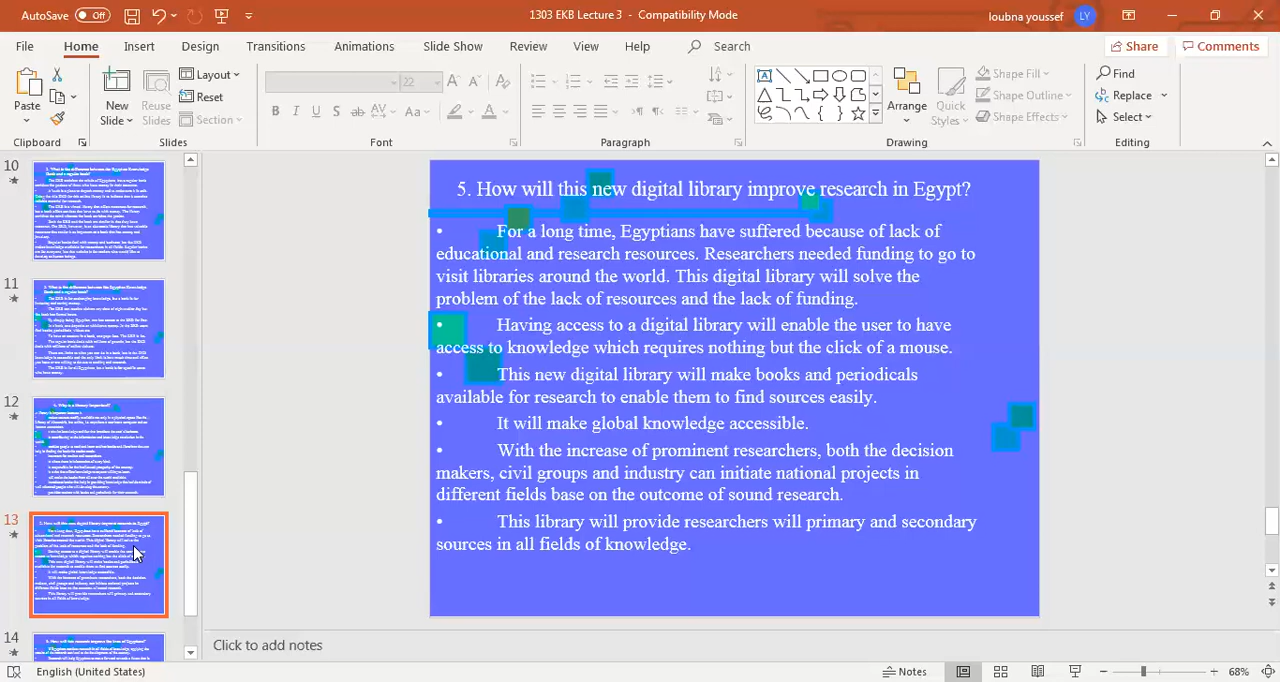 AutoSave Off 1303 EKB Lecture 3 - Compatibility Mode loubna youssef LY
File Home Insert Design Transitions Animations Slide Show Review View Help Search Share Comments
Paste New Slide Reuse Slides Layout Reset Section 22 Arrange Quick Styles Shape Fill Shape Outline Shape Effects Find Replace Select
Clipboard Slides Font Paragraph Drawing Editing
10
11
12
13
14
5. How will this new digital library improve research in Egypt?
• For a long time, Egyptians have suffered because of lack of
educational and research resources. Researchers needed funding to go to
visit libraries around the world. This digital library will solve the
problem of the lack of resources and the lack of funding.
• Having access to a digital library will enable the user to have
access to knowledge which requires nothing but the click of a mouse.
• This new digital library will make books and periodicals
available for research to enable them to find sources easily.
• It will make global knowledge accessible.
• With the increase of prominent researchers, both the decision
makers, civil groups and industry can initiate national projects in
different fields base on the outcome of sound research.
• This library will provide researchers will primary and secondary
sources in all fields of knowledge.
Click to add notes
English (United States) Notes 68%